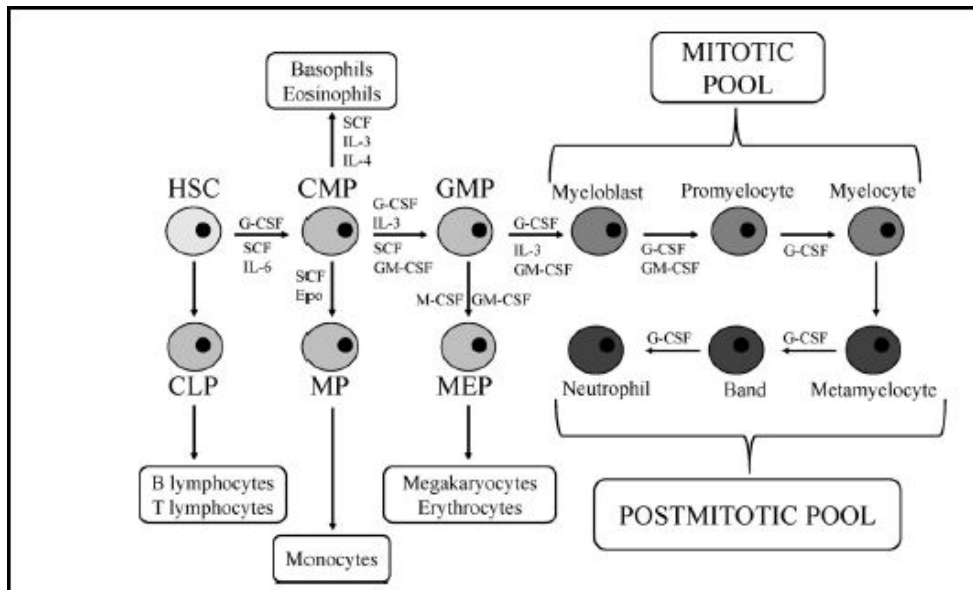 Basophils
Eosinophils
MITOTIC
POOL
SCF
IL-3
IL-4
HSC
CMP
GMP
Myeloblast
Promyelocyte
Myelocyte
G-CSF
SCF
IL-6
G-CSF
IL-3
SCF
GM-CSF
G-CSF
IL-3
GM-CSF
G-CSF
GM-CSF
G-CSF
SCF
Epo
M-CSF
GM-CSF
G-CSF
G-CSF
CLP
MP
MEP
Neutrophil
Band
Metamyelocyte
B lymphocytes
T lymphocytes
Megakaryocytes
Erythrocytes
POSTMITOTIC POOL
Monocytes